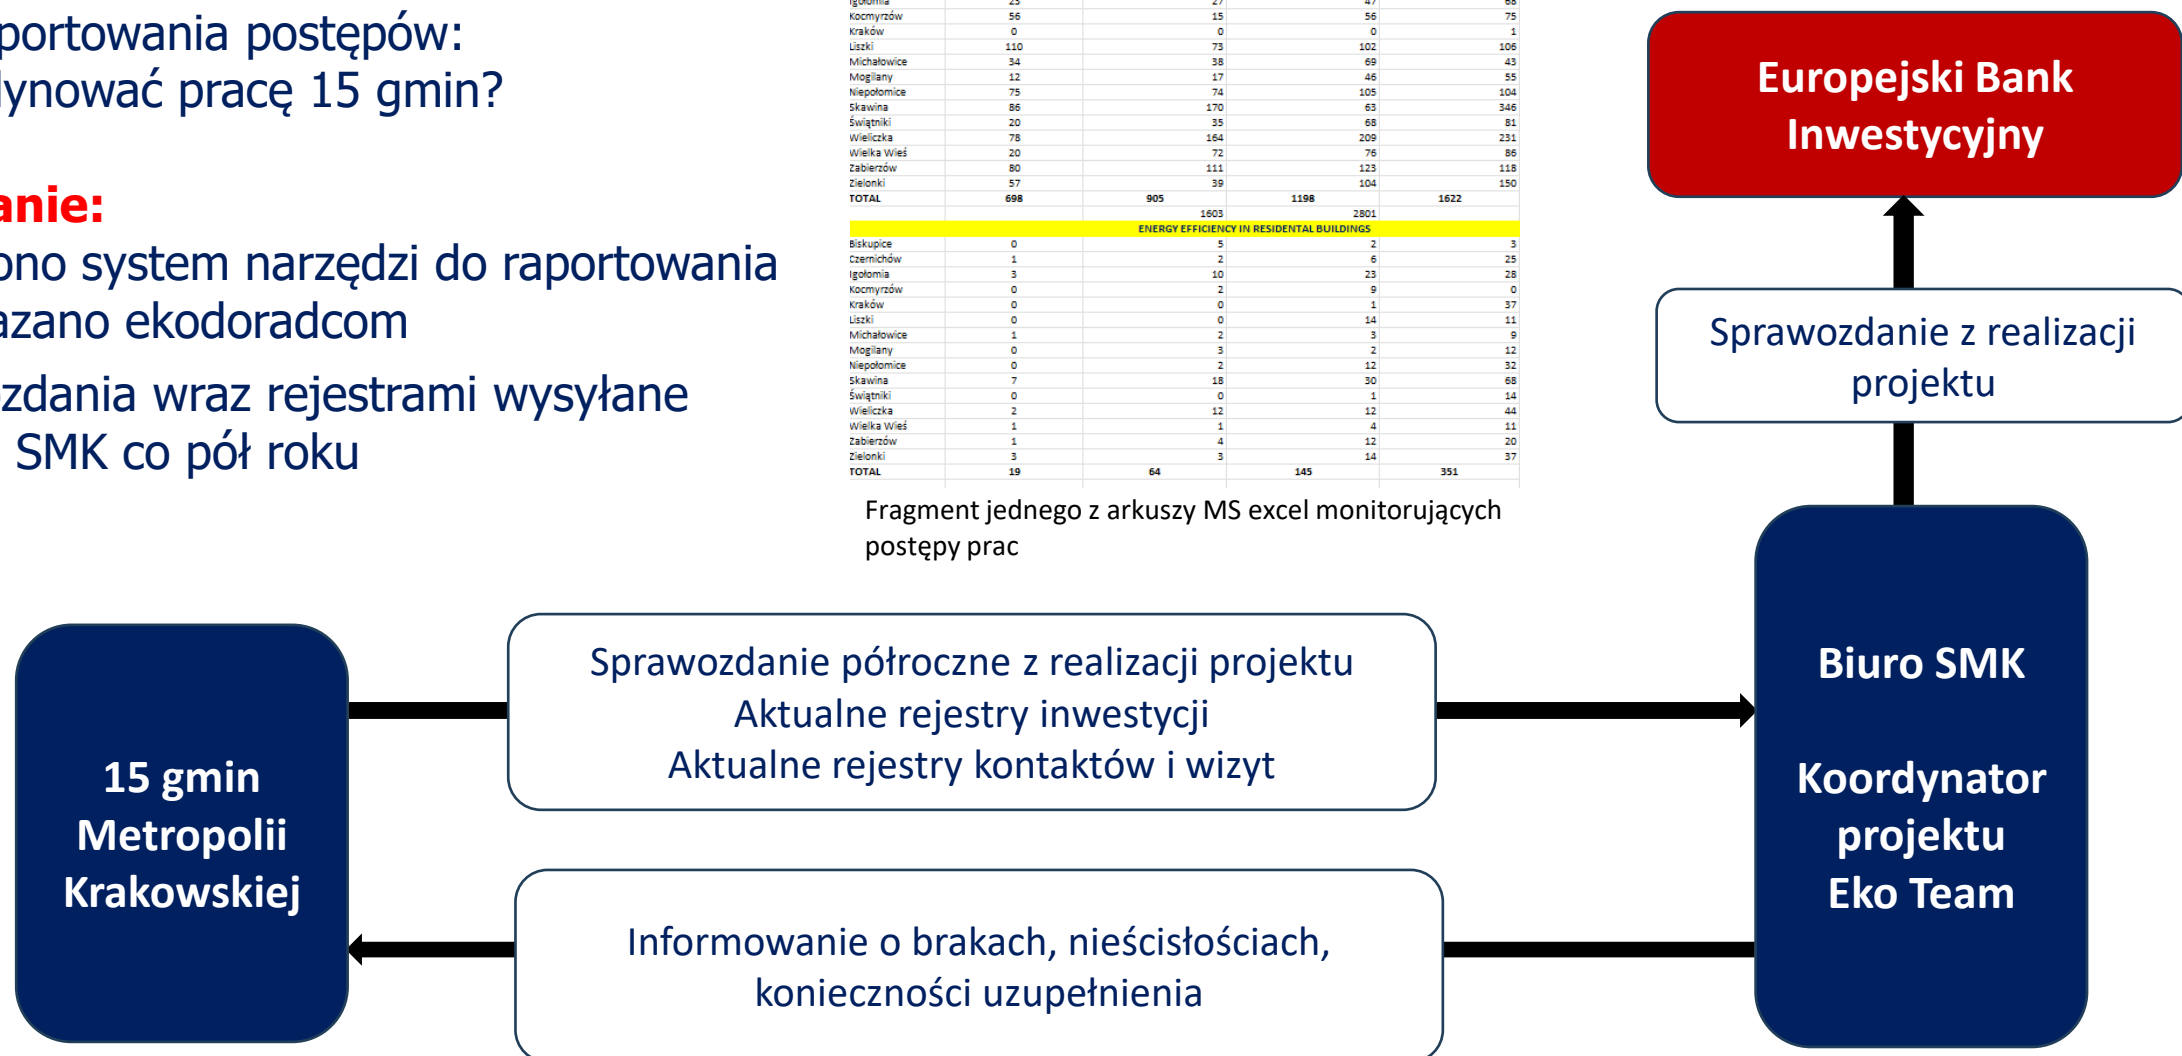 portowania postępów:
lynować pracę 15 gmin?
anie:
ono system narzędzi do raportowania
azano ekodoradcom
ozdania wraz rejestrami wysyłane
SMK co pół roku
Igołomia 23 27 47 68
Kocmyrzów 56 15 56 75
Kraków 0 0 0 1
Liszki 110 73 102 106
Michałowice 34 38 69 43
Mogilany 12 17 46 55
Niepołomice 75 74 105 104
Skawina 86 170 63 346
Świątniki 20 35 68 81
Wieliczka 78 164 209 231
Wielka Wieś 20 72 76 86
Zabierzów 80 111 123 118
Zielonki 57 39 104 150
TOTAL 698 905 1198 1622
1603 2801
ENERGY EFFICIENCY IN RESIDENTAL BUILDINGS
Biskupice 0 5 2 3
Czernichów 1 2 6 25
Igołomia 3 10 23 28
Kocmyrzów 0 2 9 0
Kraków 0 0 1 37
Liszki 0 0 14 11
Michałowice 1 2 3 9
Mogilany 0 3 2 12
Niepołomice 0 2 12 32
Skawina 7 18 30 68
Świątniki 0 0 1 14
Wieliczka 2 12 12 44
Wielka Wieś 1 1 4 11
Zabierzów 1 4 12 20
Zielonki 3 3 14 37
TOTAL 19 64 145 351
Fragment jednego z arkuszy MS excel monitorujących
postępy prac
Europejski Bank
Inwestycyjny
Sprawozdanie z realizacji
projektu
Biuro SMK
Koordynator
projektu
Eko Team
Sprawozdanie półroczne z realizacji projektu
Aktualne rejestry inwestycji
Aktualne rejestry kontaktów i wizyt
15 gmin
Metropolii
Krakowskiej
Informowanie o brakach, nieścisłościach,
konieczności uzupełnienia